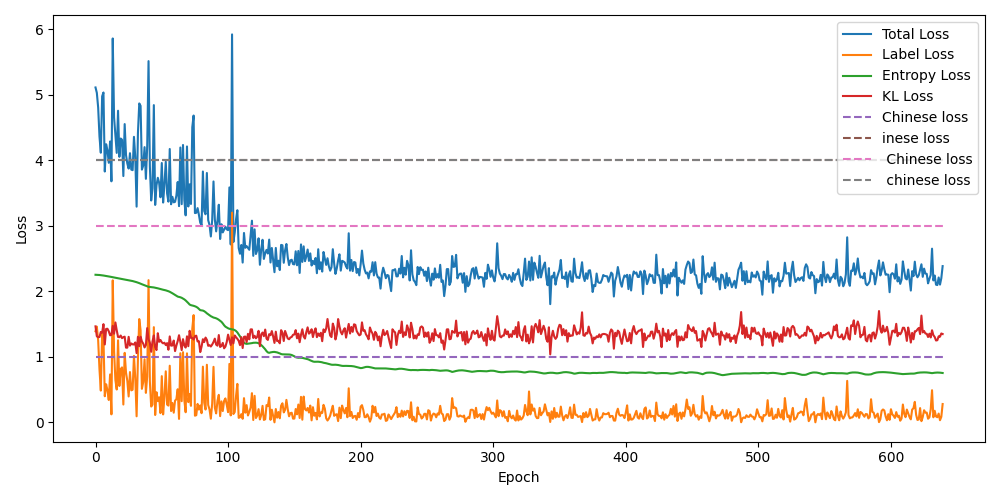 Total Loss
Label Loss
Entropy Loss
KL Loss
Chinese loss
inese loss
Chinese loss
chinese loss
Loss
6
5
4
3
2
1
0
0 100 200 300 400 500 600
Epoch